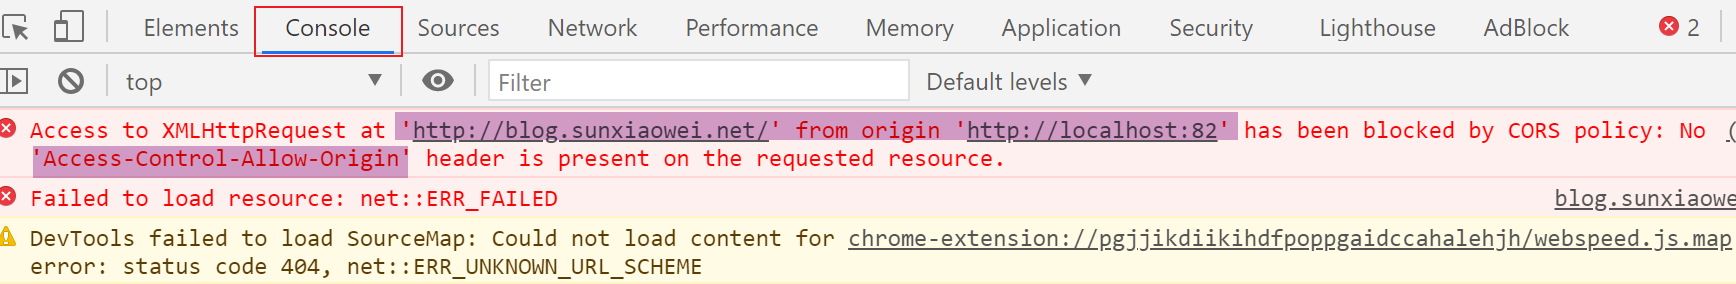 Elements Console Sources Network Performance Memory Application Security Lighthouse AdBlock 2
top Filter Default levels
Access to XMLHttpRequest at 'http://blog.sunxiaowei.net/' from origin 'http://localhost:82' has been blocked by CORS policy: No (
'Access-Control-Allow-Origin' header is present on the requested resource.
Failed to load resource: net::ERR_FAILED blog.sunxiaowe
DevTools failed to load SourceMap: Could not load content for chrome-extension://pgjjikdiikihdfpoppgaidccahalehjh/webspeed.js.map
error: status code 404, net::ERR_UNKNOWN_URL_SCHEME